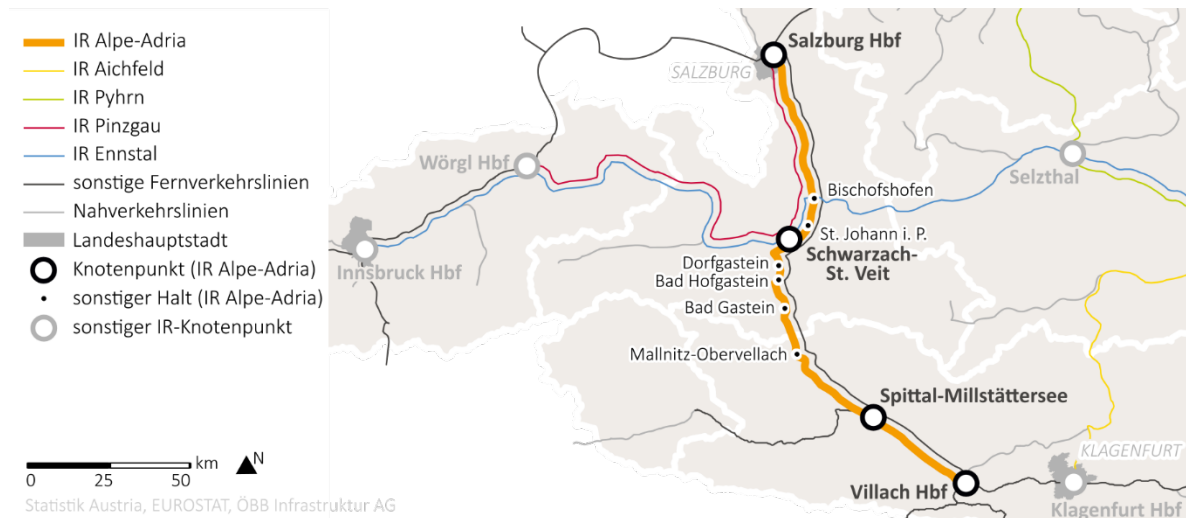 IR Alpe-Adria
IR Aichfeld
IR Pyhrn
IR Pinzgau
IR Ennstal
sonstige Fernverkehrslinien
Nahverkehrslinien
Landeshauptstadt
Knotenpunkt (IR Alpe-Adria)
sonstiger Halt (IR Alpe-Adria)
sonstiger IR-Knotenpunkt
km
N
0 25 50
Statistik Austria, EUROSTAT, ÖBB Infrastruktur AG
Salzburg Hbf
SALZBURG
Wörgl Hbf
Innsbruck Hbf
Bischofshofen
Selzthal
St. Johann i. P.
Schwarzach-
St. Veit
Dorfgastein
Bad Hofgastein
Bad Gastein
Mallnitz-Obervellach
Spittal-Millstättersee
KLAGENFURT
Villach Hbf
Klagenfurt Hbf